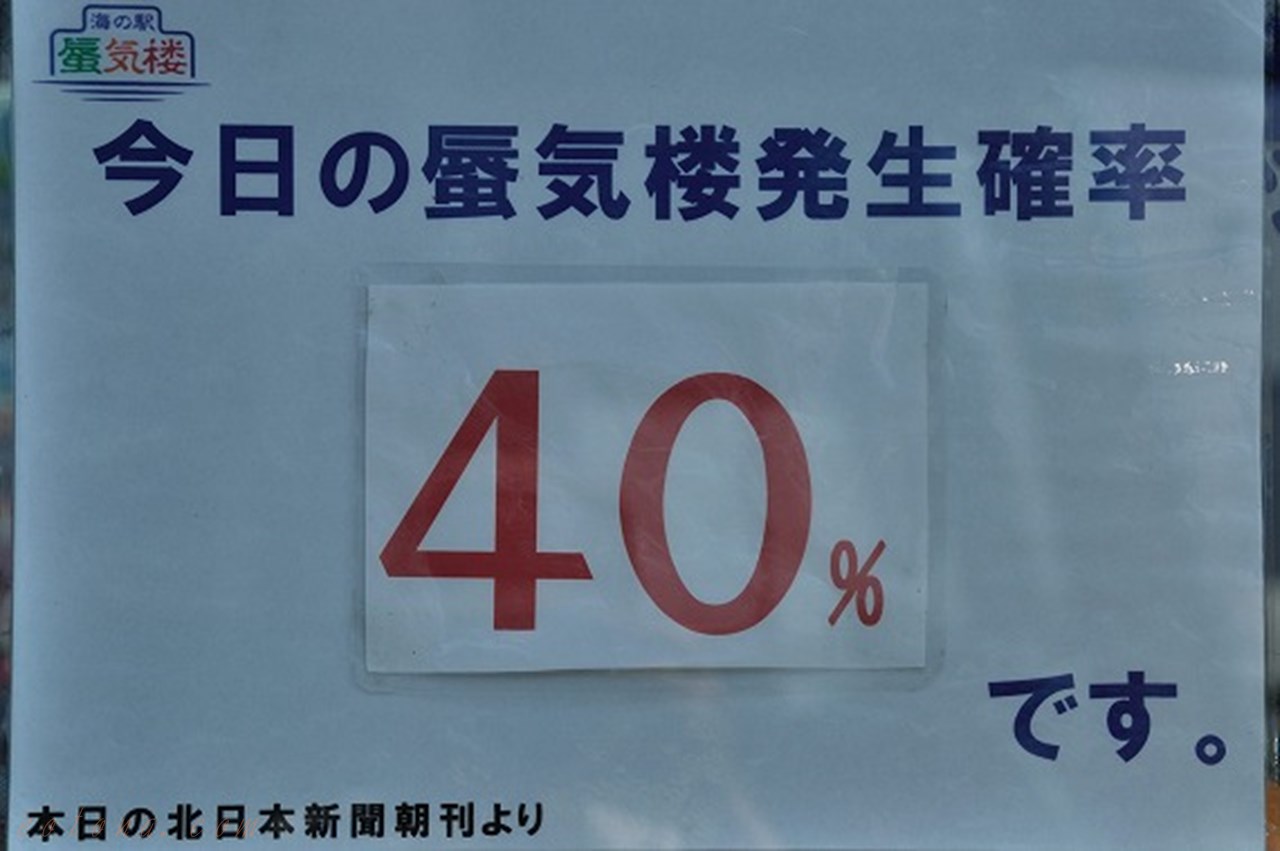 海の駅
蜃気楼
今日の蜃気楼発生確率
40%
です。
本日の北日本新聞朝刊より